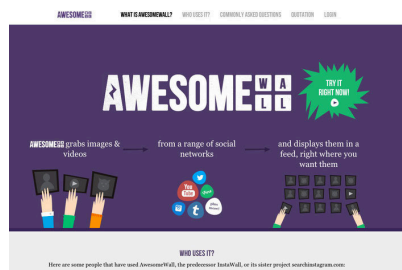 AWESOMEWALL WHAT IS AWESOMEWALL? WHO USES IT? COMMONLY ASKED QUESTIONS QUOTATION LOGIN
AWESOME WALL
TRY IT
RIGHT NOW!
AWESOMEWALL grabs images &
videos
from a range of social
networks
and displays them in a
feed, right where you
want them
You
Tube
vine
t
WHO USES IT?
Here are some people that have used AwesomeWall, the predecessor InstaWall, or its sister project searchinstagram.com: